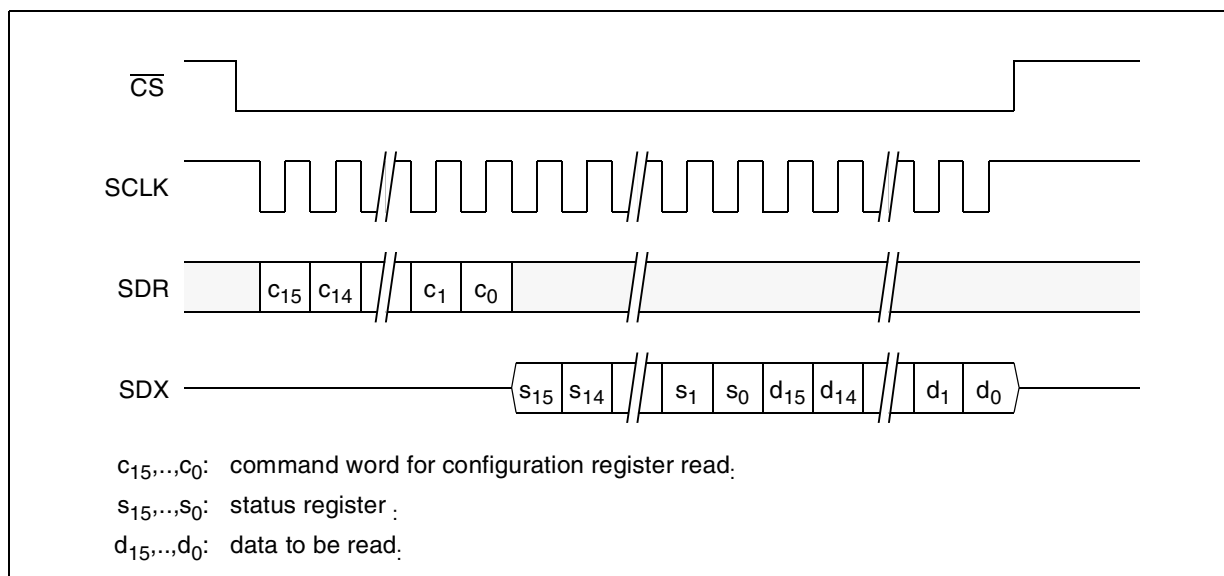 CS
SCLK
SDR c15 c14 c1 c0
SDX s15 s14 s1 s0 d15 d14 d1 d0
c15,..,c0: command word for configuration register read:
s15,..,s0: status register :
d15,..,d0: data to be read: